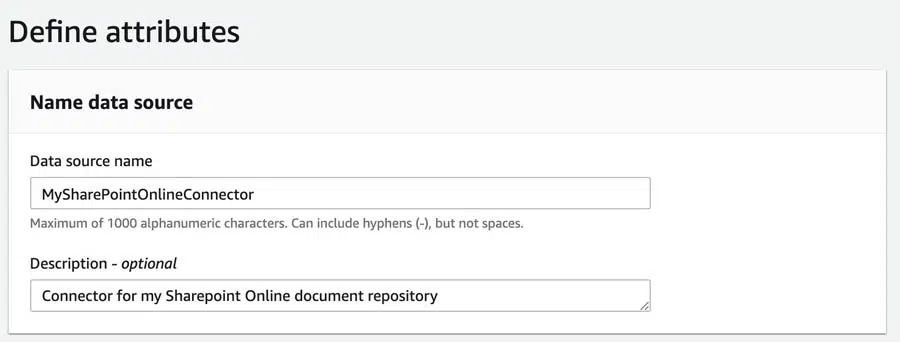 Define attributes
Name data source
Data source name
MySharePointOnlineConnector
Maximum of 1000 alphanumeric characters. Can include hyphens (-), but not spaces.
Description - optional
Connector for my Sharepoint Online document repository